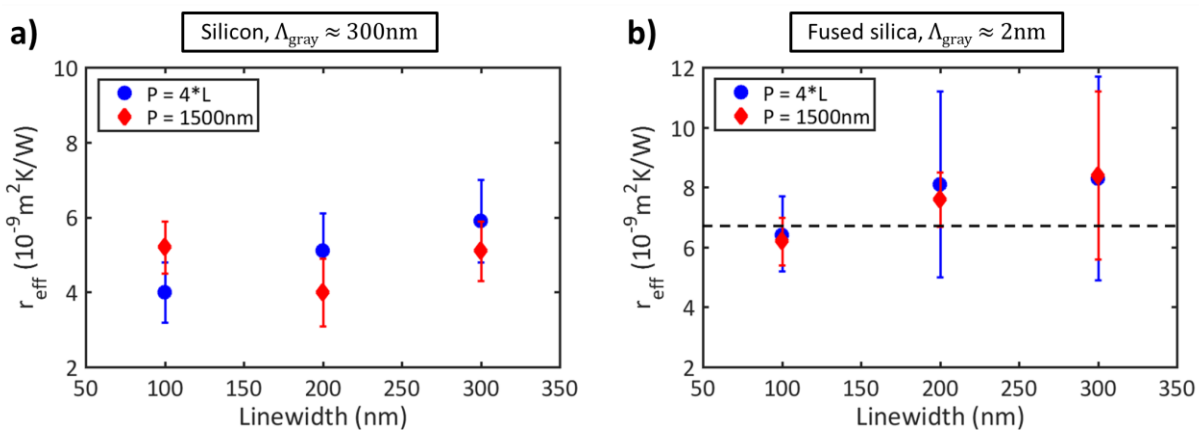 a)
Silicon, Λgray ≈ 300nm
10
8
6
4
2
P = 4*L
P = 1500nm
reff (10⁻⁹m²K/W)
50 100 150 200 250 300 350
Linewidth (nm)
b)
Fused silica, Λgray ≈ 2nm
12
10
8
6
4
2
P = 4*L
P = 1500nm
reff (10⁻⁹m²K/W)
50 100 150 200 250 300 350
Linewidth (nm)